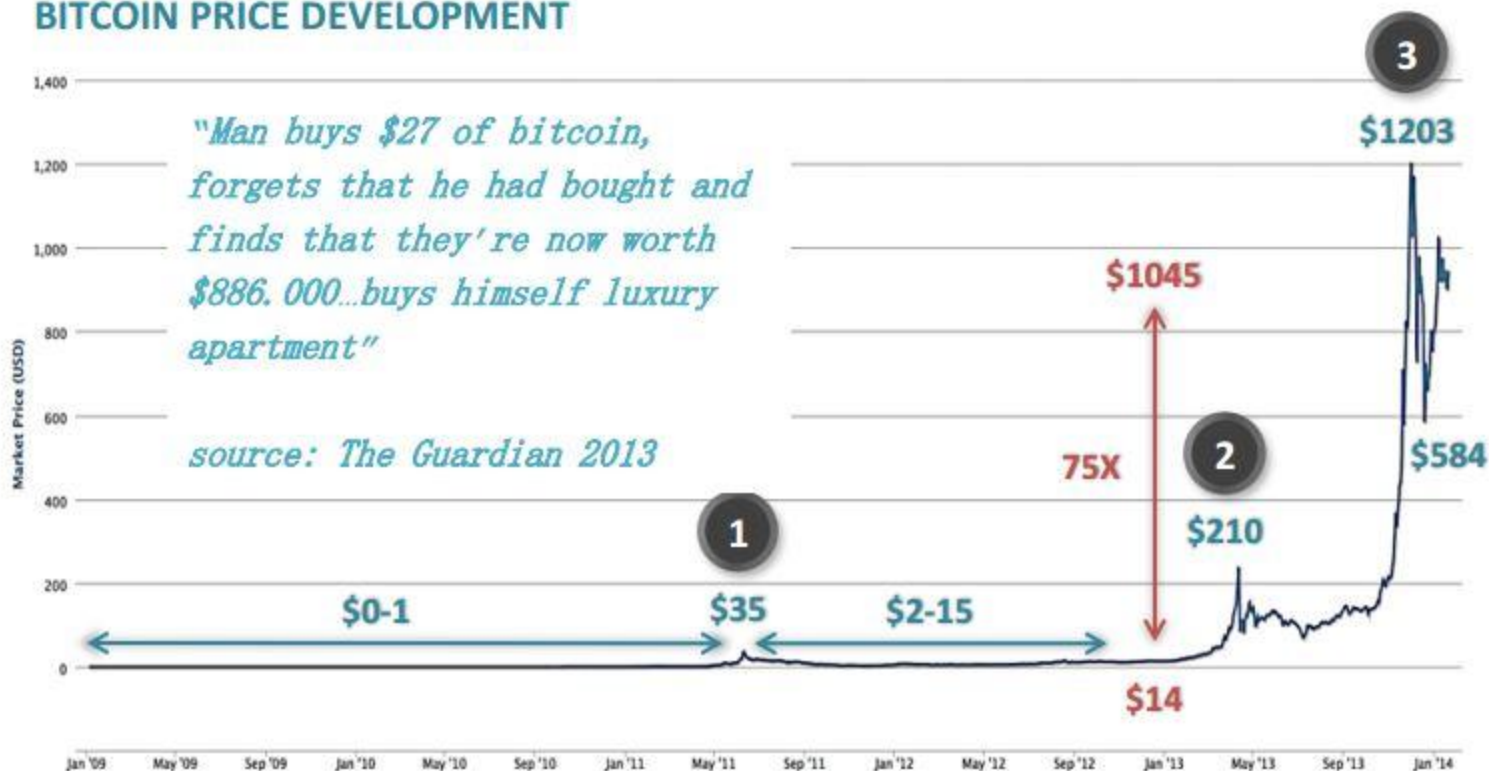 BITCOIN PRICE DEVELOPMENT
3
1,400
$1203
"Man buys $27 of bitcoin,
forgets that he had bought and
finds that they're now worth
$886.000…buys himself luxury
apartment"
source: The Guardian 2013
1,200
1,000
$1045
800
Market Price (USD)
600
75X
2
$584
400
1
$210
200
$0-1
$35
$2-15
0
$14
Jan '09
May '09
Sep '09
Jan '10
May '10
Sep '10
Jan '11
May '11
Sep '11
Jan '12
May '12
Sep '12
Jan '13
May '13
Sep '13
Jan '14